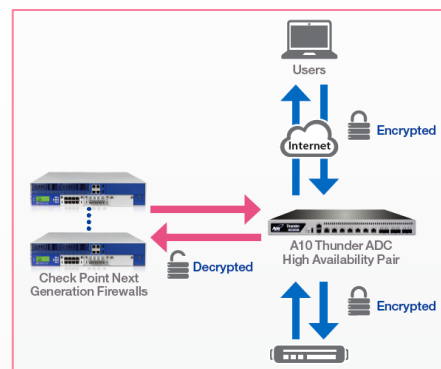 Users
Encrypted
Internet
A10 Thunder ADC
High Availability Pair
Decrypted
Check Point Next
Generation Firewalls
Encrypted